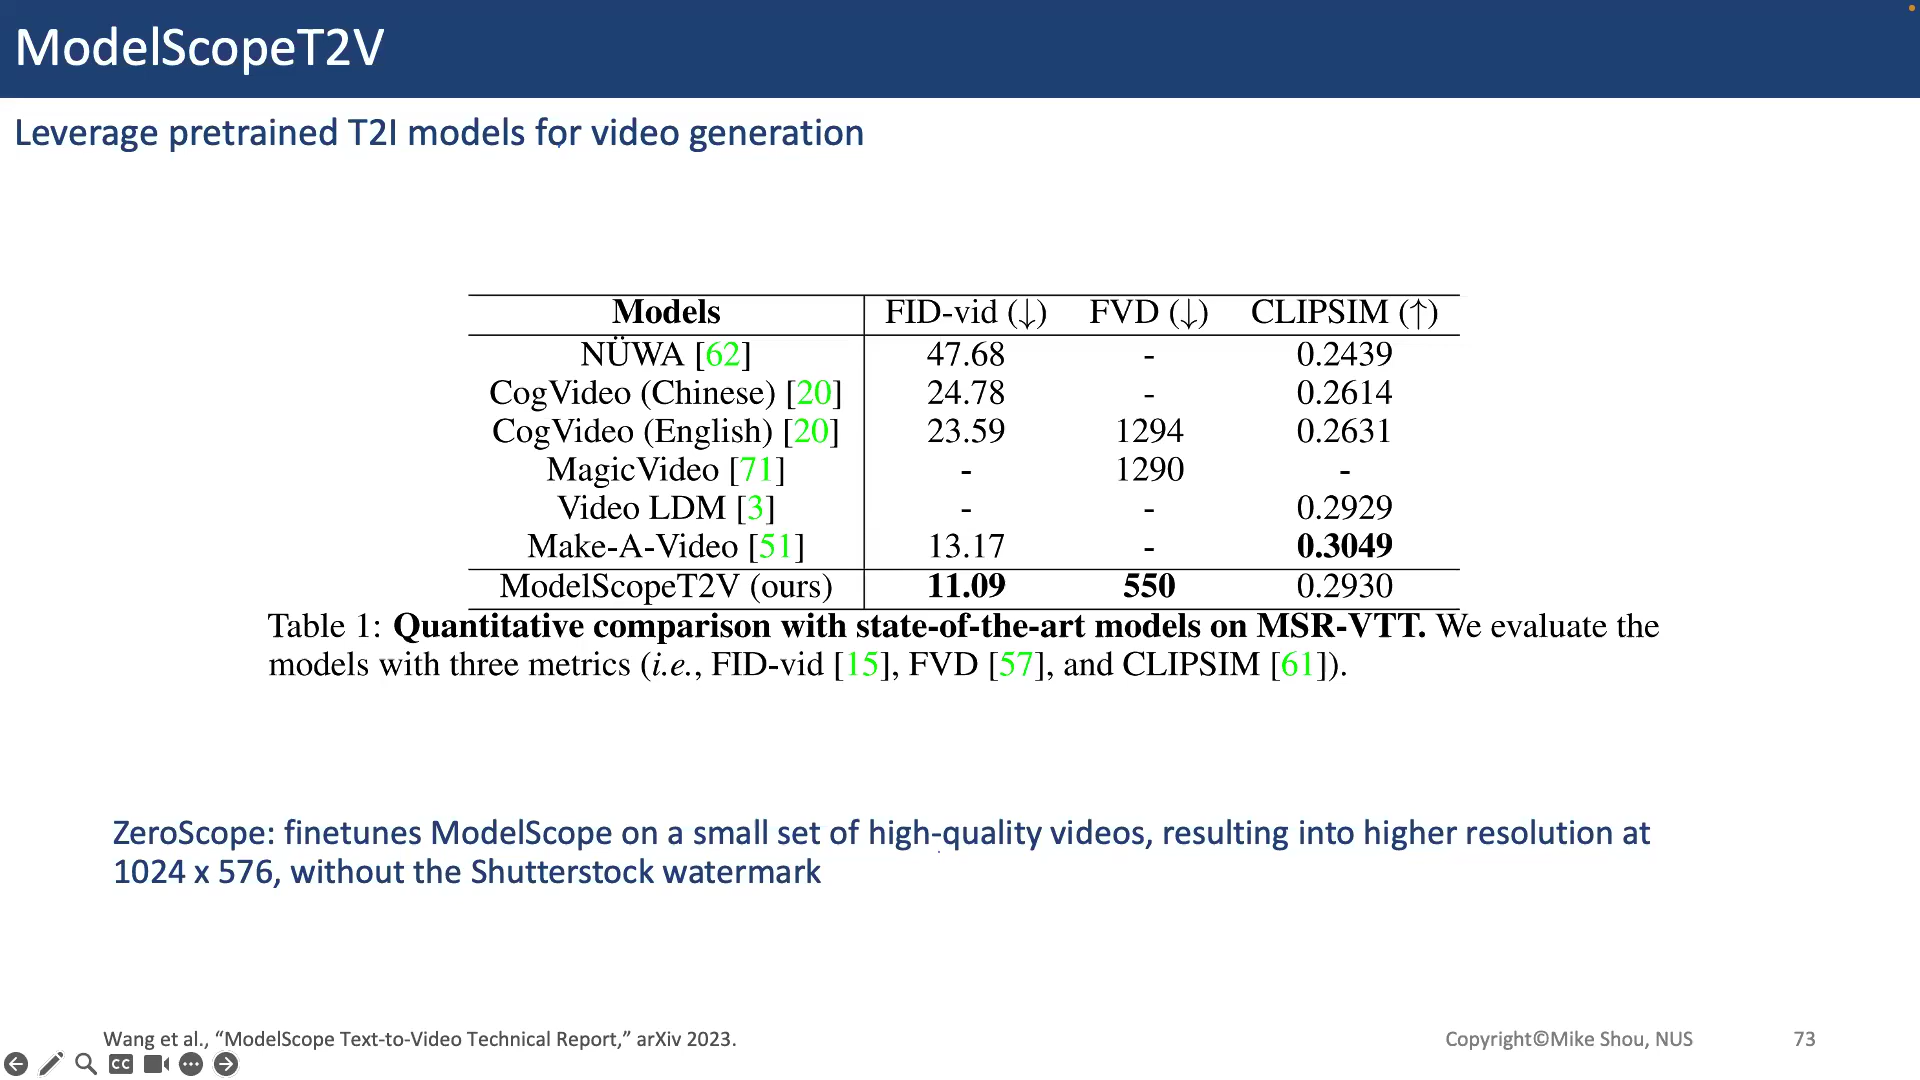 ModelScopeT2V
Leverage pretrained T2I models for video generation
Models FID-vid (↓) FVD (↓) CLIPSIM (↑)
NÜWA [62] 47.68 - 0.2439
CogVideo (Chinese) [20] 24.78 - 0.2614
CogVideo (English) [20] 23.59 1294 0.2631
MagicVideo [71] - 1290 -
Video LDM [3] - - 0.2929
Make-A-Video [51] 13.17 - 0.3049
ModelScopeT2V (ours) 11.09 550 0.2930
Table 1: Quantitative comparison with state-of-the-art models on MSR-VTT. We evaluate the
models with three metrics (i.e., FID-vid [15], FVD [57], and CLIPSIM [61]).
ZeroScope: finetunes ModelScope on a small set of high-quality videos, resulting into higher resolution at
1024 x 576, without the Shutterstock watermark
Wang et al., “ModelScope Text-to-Video Technical Report,” arXiv 2023.
Copyright©Mike Shou, NUS 73
CC